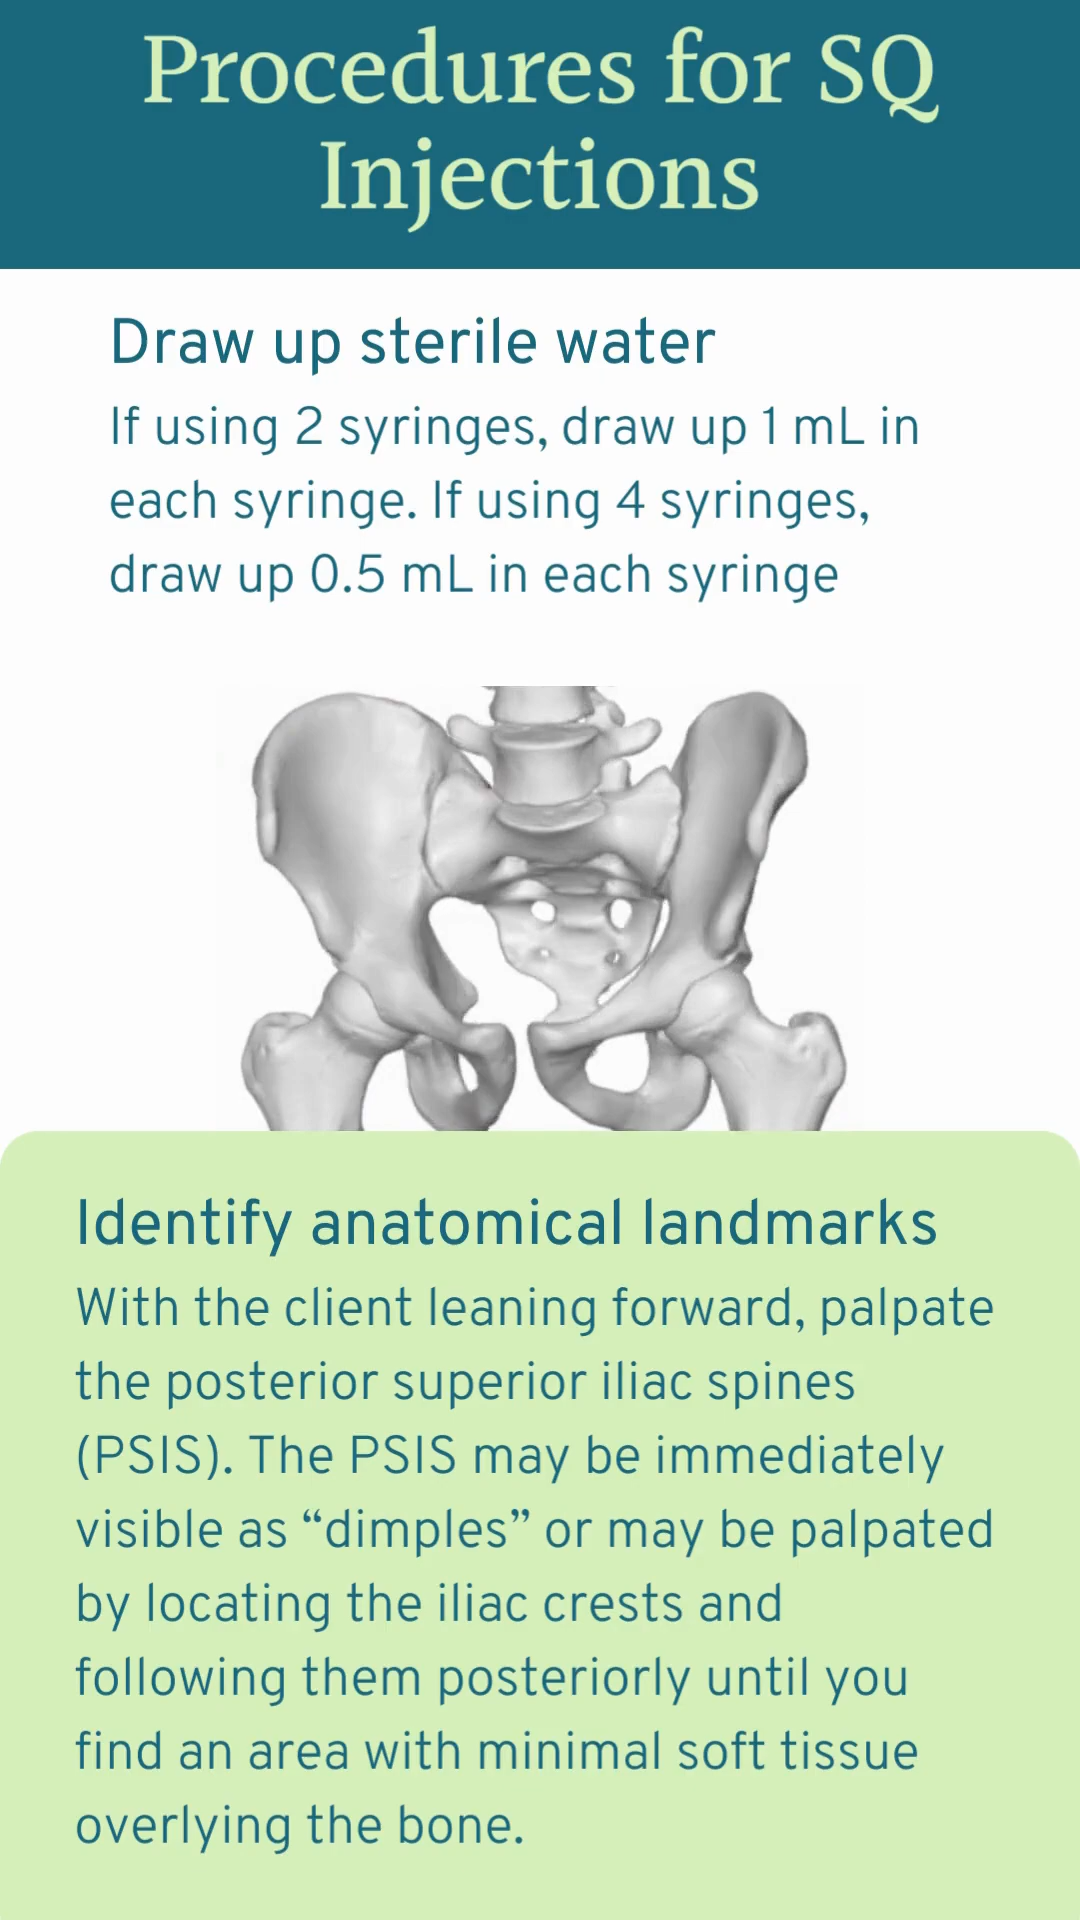 Procedures for SQ
Injections
Draw up sterile water
If using 2 syringes, draw up 1 mL in
each syringe. If using 4 syringes,
draw up 0.5 mL in each syringe
Identify anatomical landmarks
With the client leaning forward, palpate
the posterior superior iliac spines
(PSIS). The PSIS may be immediately
visible as “dimples” or may be palpated
by locating the iliac crests and
following them posteriorly until you
find an area with minimal soft tissue
overlying the bone.